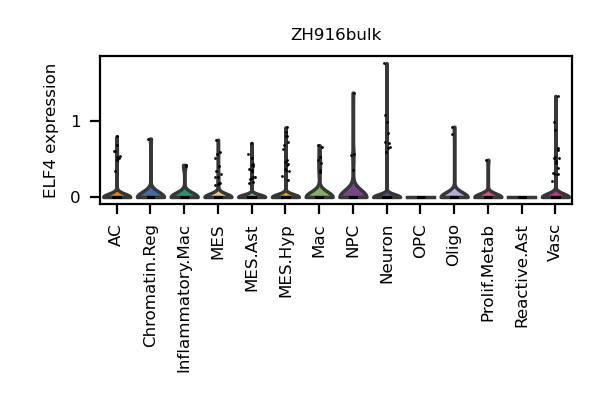 ZH916bulk
ELF4 expression
1
0
AC
Chromatin.Reg
Inflammatory.Mac
MES
MES.Ast
MES.Hyp
Mac
NPC
Neuron
OPC
Oligo
Prolif.Metab
Reactive.Ast
Vasc